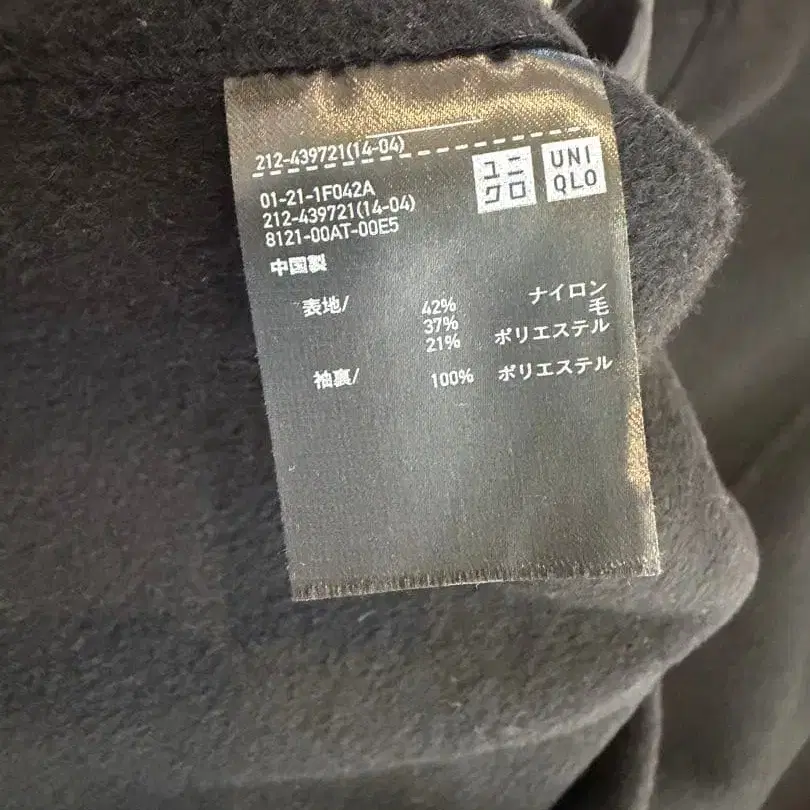 212-439721(14-04)
ユニ
クロ
UNI
QLO
01-21-1F042A
212-439721(14-04)
8121-00AT-00E5
中国製
表地/ 42% ナイロン
37% 毛
21% ポリエステル
袖裏/ 100% ポリエステル